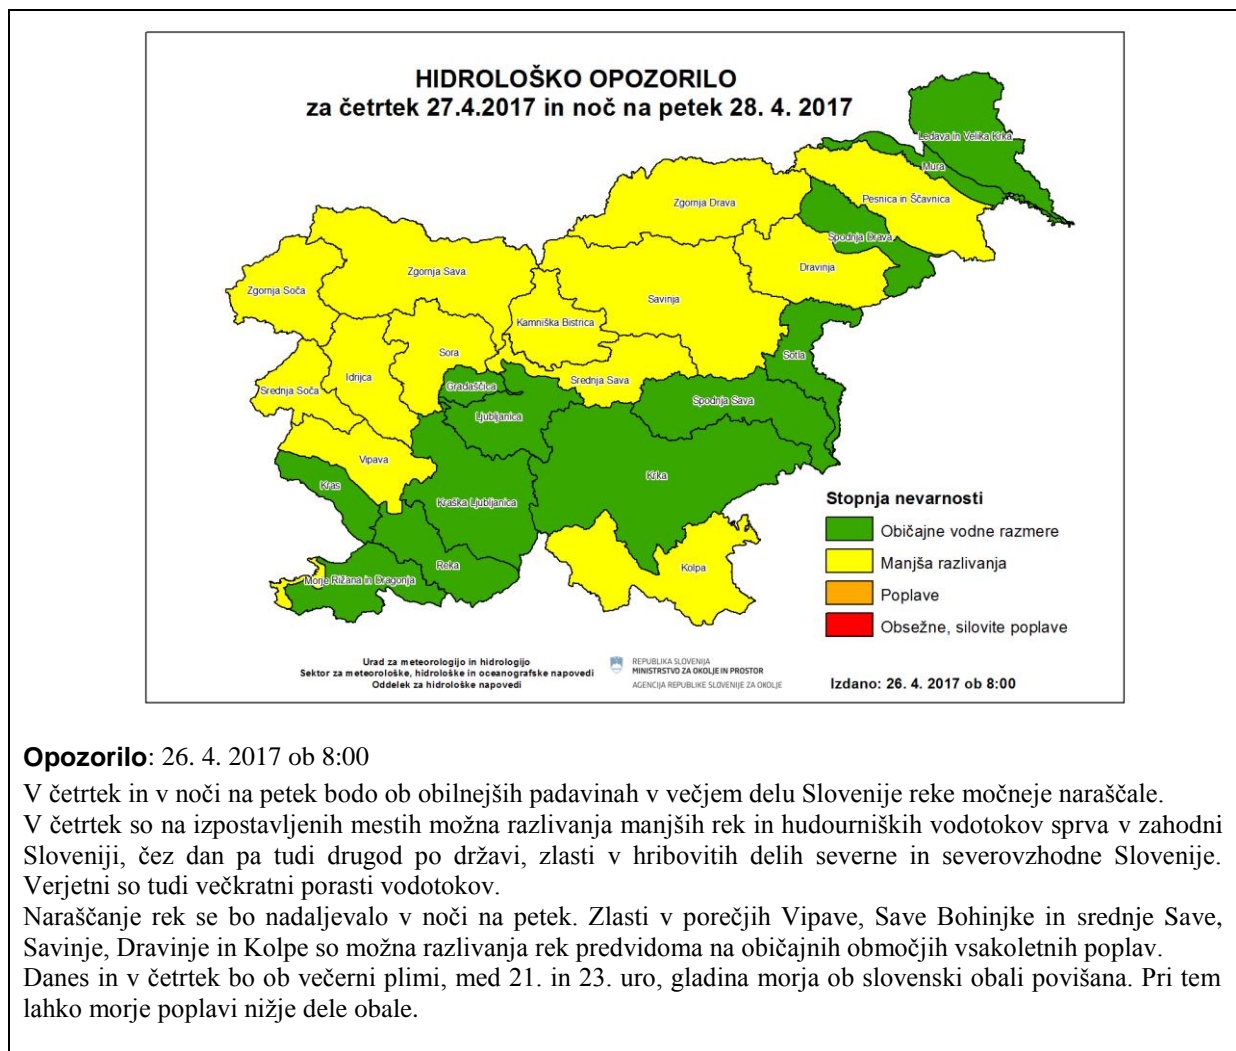 HIDROLOŠKO OPOZORILO
za četrtek 27.4.2017 in noč na petek 28. 4. 2017
Ledava in Velika Krka
Mura
Pesnica in Ščavnica
Zgornja Drava
Spodnja Drava
Dravinja
Zgornja Sava
Zgornja Soča
Savinja
Kamniška Bistrica
Sora
Idrijca
Srednja Soča
Srednja Sava
Sotla
Gradaščica
Ljubljanica
Spodnja Sava
Vipava
Kras
Krka
Kraška Ljubljanica
Reka
Kolpa
Morje
Rižana in Dragonja
Stopnja nevarnosti
Običajne vodne razmere
Manjša razlivanja
Poplave
Obsežne, silovite poplave
Urad za meteorologijo in hidrologijo
Sektor za meteorološke, hidrološke in oceanografske napovedi
Oddelek za hidrološke napovedi
REPUBLIKA SLOVENIJA
MINISTRSTVO ZA OKOLJE IN PROSTOR
AGENCIJA REPUBLIKE SLOVENIJE ZA OKOLJE
Izdano: 26. 4. 2017 ob 8:00
Opozorilo: 26. 4. 2017 ob 8:00
V četrtek in v noči na petek bodo ob obilnejših padavinah v večjem delu Slovenije reke močneje naraščale.
V četrtek so na izpostavljenih mestih možna razlivanja manjših rek in hudourniških vodotokov sprva v zahodni
Sloveniji, čez dan pa tudi drugod po državi, zlasti v hribovitih delih severne in severovzhodne Slovenije.
Verjetni so tudi večkratni porasti vodotokov.
Naraščanje rek se bo nadaljevalo v noči na petek. Zlasti v porečjih Vipave, Save Bohinjke in srednje Save,
Savinje, Dravinje in Kolpe so možna razlivanja rek predvidoma na običajnih območjih vsakoletnih poplav.
Danes in v četrtek bo ob večerni plimi, med 21. in 23. uro, gladina morja ob slovenski obali povišana. Pri tem
lahko morje poplavi nižje dele obale.